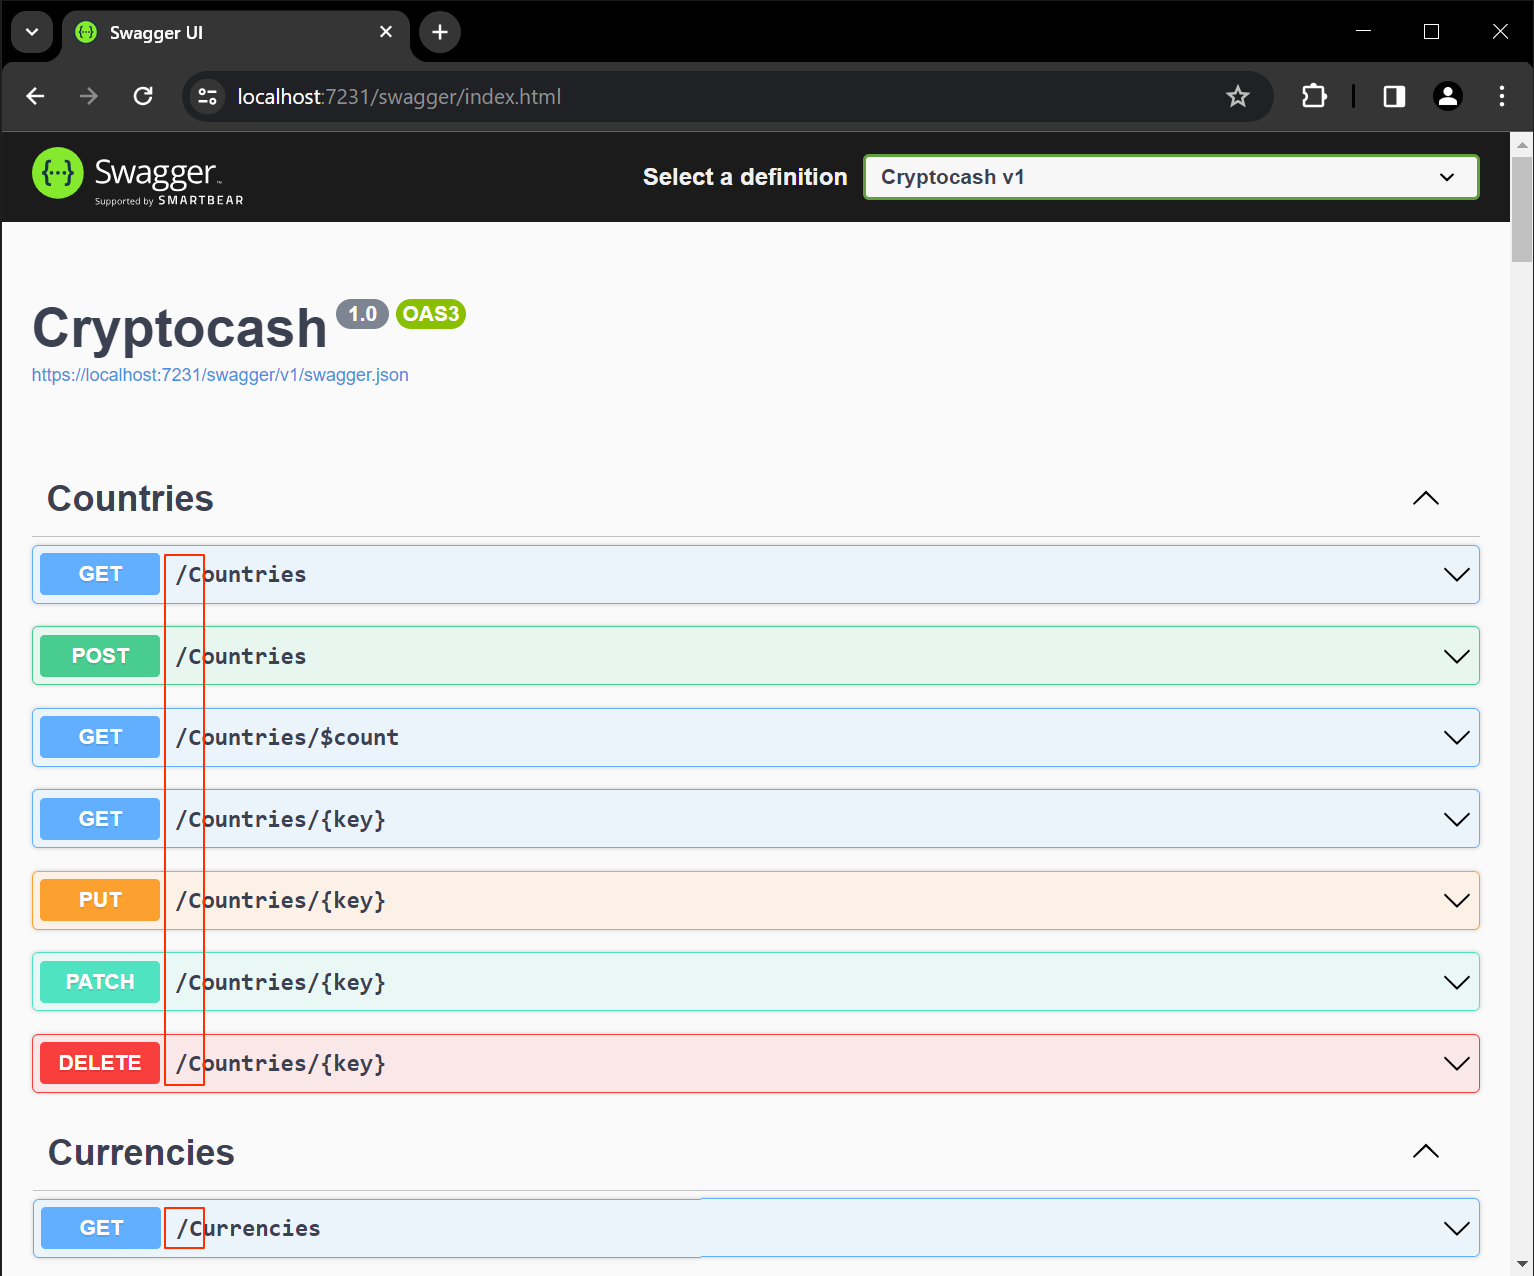 Swagger UI
localhost:7231/swagger/index.html
{···} Swagger™
Supported by SMARTBEAR
Select a definition
Cryptocash v1
Cryptocash 1.0 OAS3
https://localhost:7231/swagger/v1/swagger.json
Countries
GET /Countries
POST /Countries
GET /Countries/$count
GET /Countries/{key}
PUT /Countries/{key}
PATCH /Countries/{key}
DELETE /Countries/{key}
Currencies
GET /Currencies